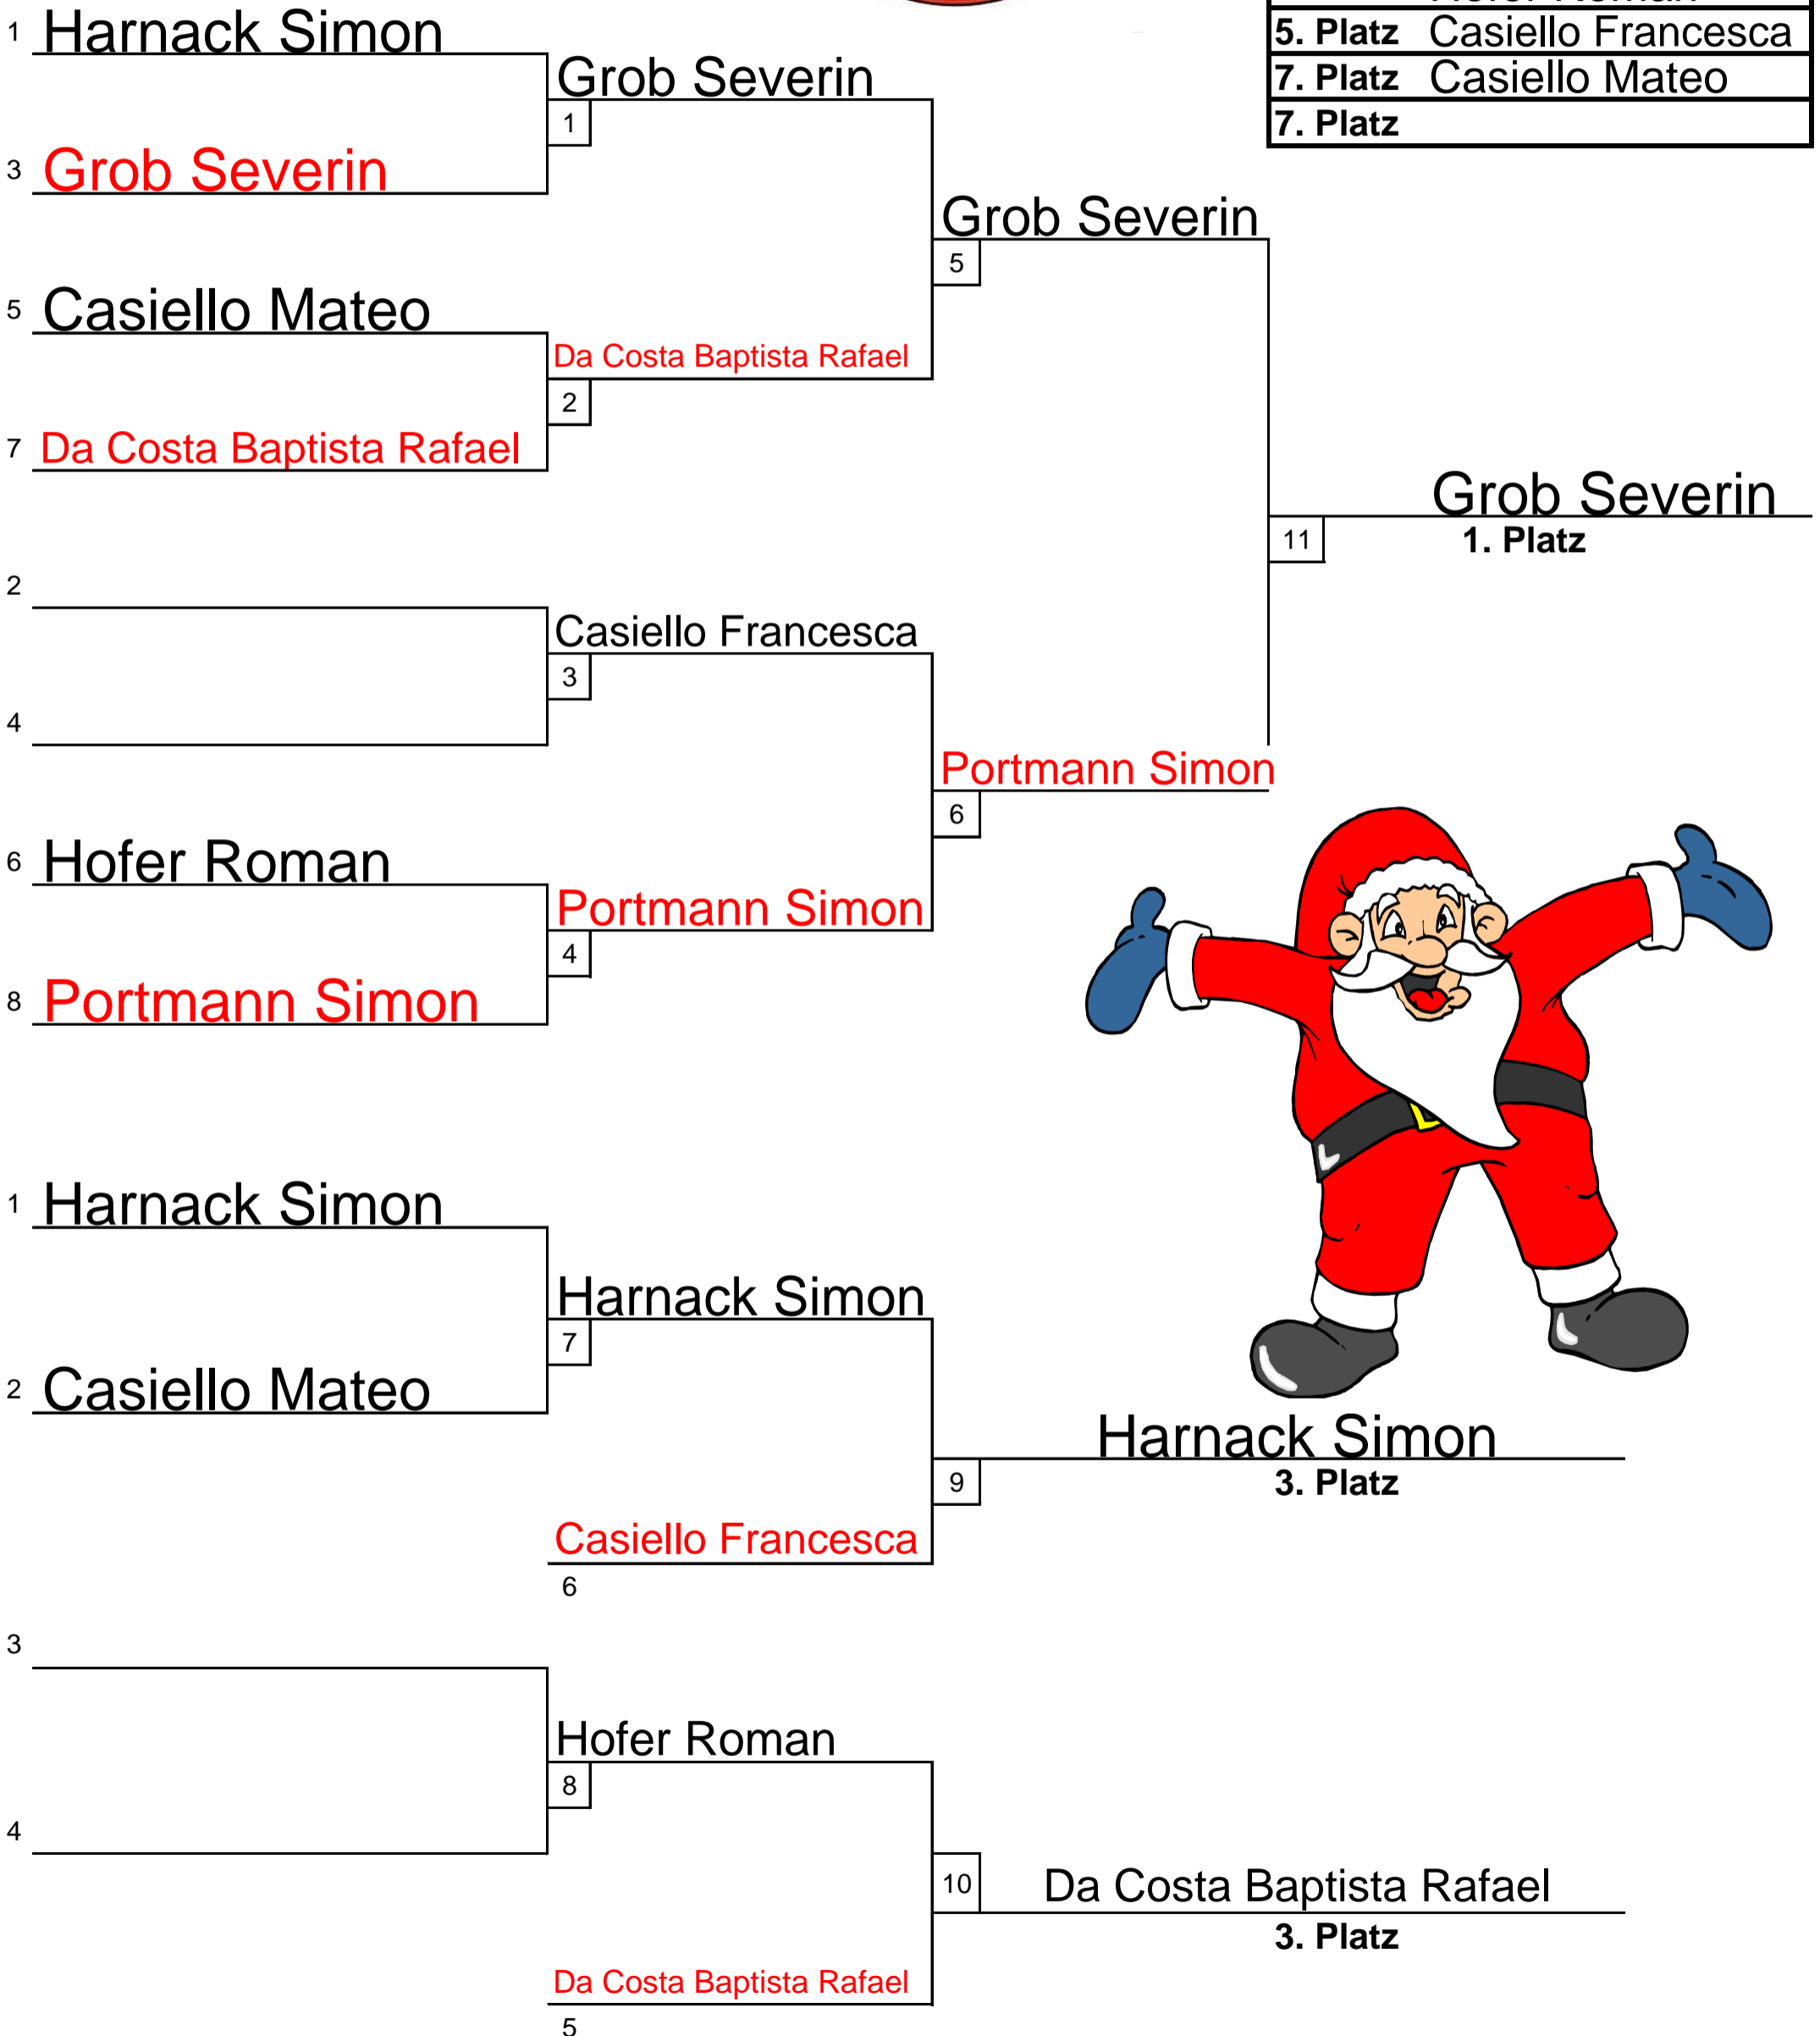 Hofer Roman
1 Harnack Simon
5. Platz Casiello Francesca
Grob Severin
7. Platz Casiello Mateo
1
7. Platz
3 Grob Severin
Grob Severin
5
5 Casiello Mateo
Da Costa Baptista Rafael
2
7 Da Costa Baptista Rafael
Grob Severin
11
1. Platz
2
Casiello Francesca
3
4
Portmann Simon
6
6 Hofer Roman
Portmann Simon
4
8 Portmann Simon
1 Harnack Simon
Harnack Simon
7
2 Casiello Mateo
Harnack Simon
9
3. Platz
Casiello Francesca
6
3
Hofer Roman
8
4
10
Da Costa Baptista Rafael
3. Platz
Da Costa Baptista Rafael
5